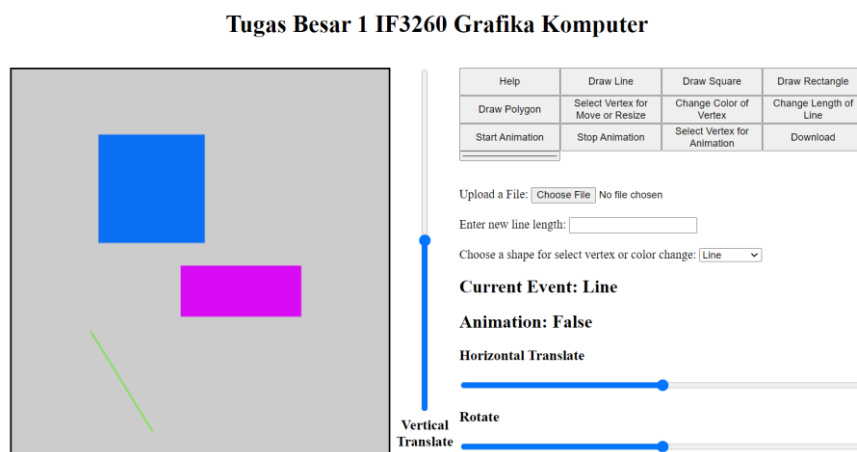 Tugas Besar 1 IF3260 Grafika Komputer
Help
Draw Line
Draw Square
Draw Rectangle
Draw Polygon
Select Vertex for
Move or Resize
Change Color of
Vertex
Change Length of
Line
Start Animation
Stop Animation
Select Vertex for
Animation
Download
Upload a File: Choose File No file chosen
Enter new line length:
Choose a shape for select vertex or color change: Line
Current Event: Line
Animation: False
Horizontal Translate
Rotate
Vertical
Translate